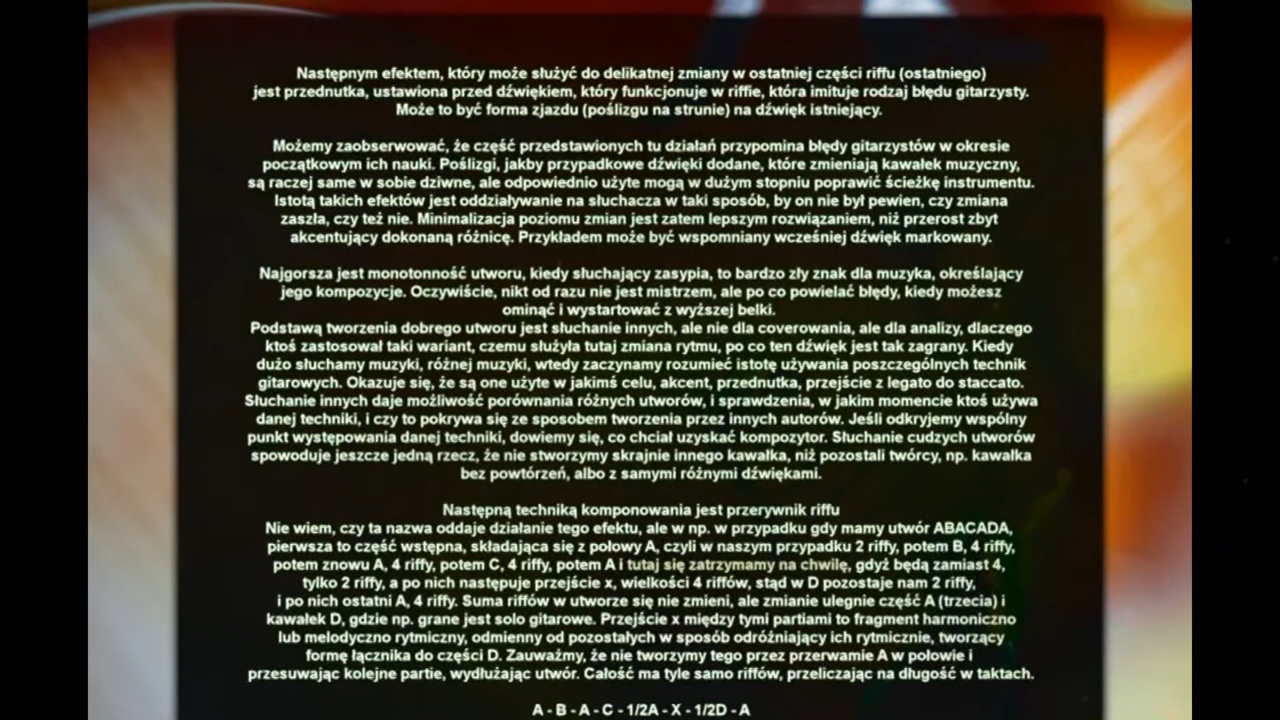 Następnym efektem, który może służyć do delikatnej zmiany w ostatniej części riffu (ostatniego)
jest przednutka, ustawiona przed dźwiękiem, który funkcjonuje w riffie, która imituje rodzaj błędu gitarzysty.
Może to być forma zjazdu (poślizgu na strunie) na dźwięk istniejący.
Możemy zaobserwować, że część przedstawionych tu działań przypomina błędy gitarzystów w okresie
początkowym ich nauki. Poślizgi, jakby przypadkowe dźwięki dodane, które zmieniają kawałek muzyczny,
są raczej same w sobie dziwne, ale odpowiednio użyte mogą w dużym stopniu poprawić ścieżkę instrumentu.
Istotą takich efektów jest oddziaływanie na słuchacza w taki sposób, by on nie był pewien, czy zmiana
zaszła, czy też nie. Minimalizacja poziomu zmian jest zatem lepszym rozwiązaniem, niż przerost zbyt
akcentujący dokonaną różnicę. Przykładem może być wspomniany wcześniej dźwięk markowany.
Najgorsza jest monotonność utworu, kiedy słuchający zasypia, to bardzo zły znak dla muzyka, określający
jego kompozycje. Oczywiście, nikt od razu nie jest mistrzem, ale po co powielać błędy, kiedy możesz
ominąć i wystartować z wyższej belki.
Podstawą tworzenia dobrego utworu jest słuchanie innych, ale nie dla coverowania, ale dla analizy, dlaczego
ktoś zastosował taki wariant, czemu służyła tutaj zmiana rytmu, po co ten dźwięk jest tak zagrany. Kiedy
dużo słuchamy muzyki, różnej muzyki, wtedy zaczynamy rozumieć istotę używania poszczególnych technik
gitarowych. Okazuje się, że są one użyte w jakimś celu, akcent, przednutka, przejście z legato do staccato.
Słuchanie innych daje możliwość porównania różnych utworów, i sprawdzenia, w jakim momencie ktoś używa
danej techniki, i czy to pokrywa się ze sposobem tworzenia przez innych autorów. Jeśli odkryjemy wspólny
punkt występowania danej techniki, dowiemy się, co chciał uzyskać kompozytor. Słuchanie cudzych utworów
spowoduje jeszcze jedną rzecz, że nie stworzymy skrajnie innego kawałka, niż pozostali twórcy, np. kawałka
bez powtórzeń, albo z samymi różnymi dźwiękami.
Następną techniką komponowania jest przerywnik riffu
Nie wiem, czy ta nazwa oddaje działanie tego efektu, ale w np. w przypadku gdy mamy utwór ABACADA,
pierwsza to część wstępna, składająca się z połowy A, czyli w naszym przypadku 2 riffy, potem B, 4 riffy,
potem znowu A, 4 riffy, potem C, 4 riffy, potem A i tutaj się zatrzymamy na chwilę, gdyż będą zamiast 4,
tylko 2 riffy, a po nich następuje przejście x, wielkości 4 riffów, stąd w D pozostaje nam 2 riffy,
i po nich ostatni A, 4 riffy. Suma riffów w utworze się nie zmieni, ale zmianie ulegnie część A (trzecia) i
kawałek D, gdzie np. grane jest solo gitarowe. Przejście x między tymi partiami to fragment harmoniczno
lub melodyczno rytmiczny, odmienny od pozostałych w sposób odróżniający ich rytmicznie, tworzący
formę łącznika do części D. Zauważmy, że nie tworzymy tego przez przerwamie A w połowie i
przesuwając kolejne partie, wydłużając utwór. Całość ma tyle samo riffów, przeliczając na długość w taktach.
A - B - A - C - 1/2A - X - 1/2D - A